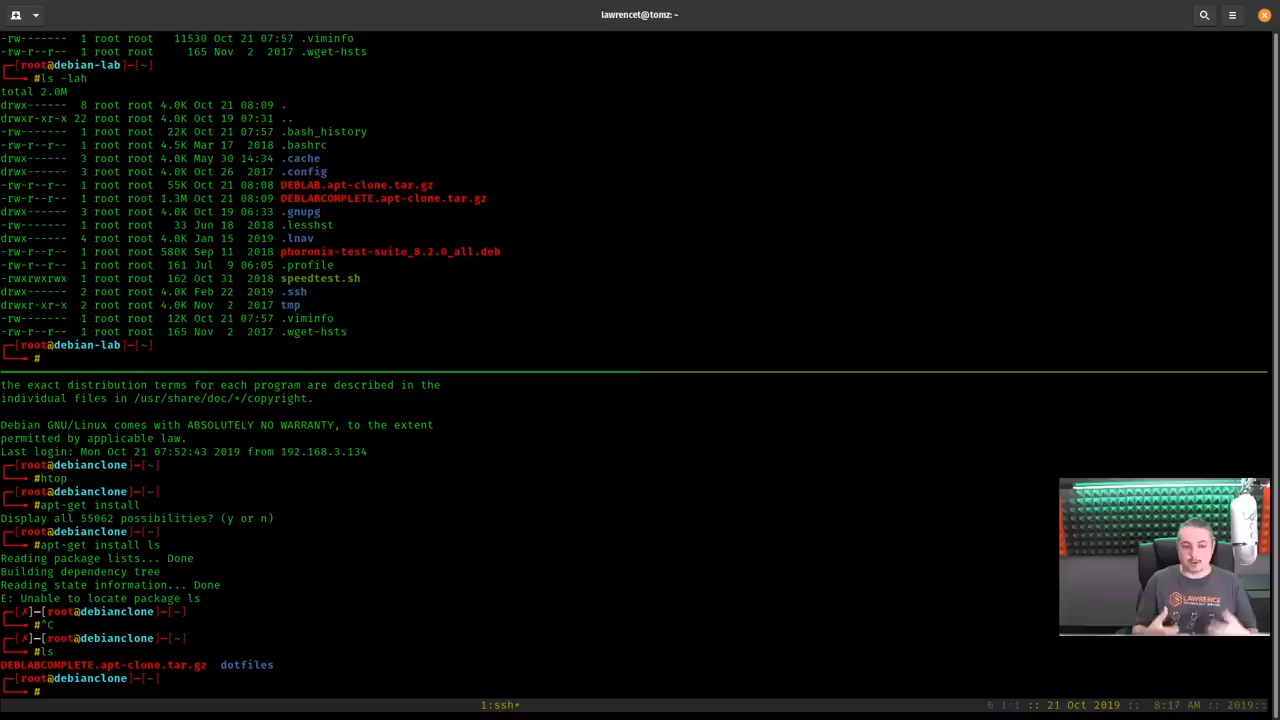 lawrencet@tomz: ~
-rw------- 1 root root 11530 Oct 21 07:57 .viminfo
-rw-r--r-- 1 root root 165 Nov 2 2017 .wget-hsts
┌─[root@debian-lab]─[~]
└──╼ #ls -lah
total 2.0M
drwx------ 8 root root 4.0K Oct 21 08:09 .
drwxr-xr-x 22 root root 4.0K Oct 19 07:31 ..
-rw------- 1 root root 22K Oct 21 07:57 .bash_history
-rw-r--r-- 1 root root 4.5K Mar 17 2018 .bashrc
drwx------ 3 root root 4.0K May 30 14:34 .cache
drwx------ 3 root root 4.0K Oct 26 2017 .config
-rw-r--r-- 1 root root 55K Oct 21 08:08 DEBLAB.apt-clone.tar.gz
-rw-r--r-- 1 root root 1.3M Oct 21 08:09 DEBLABCOMPLETE.apt-clone.tar.gz
drwx------ 3 root root 4.0K Oct 19 06:33 .gnupg
-rw-r--r-- 1 root root 33 Jun 18 2018 .lesshst
drwx------ 4 root root 4.0K Jan 15 2019 .lnav
-rw-r--r-- 1 root root 580K Sep 11 2018 phoronix-test-suite_8.2.0_all.deb
-rw-r--r-- 1 root root 161 Jul 9 06:05 .profile
-rwxrwxrwx 1 root root 162 Oct 31 2018 speedtest.sh
drwx------ 2 root root 4.0K Feb 22 2019 .ssh
drwxr-xr-x 2 root root 4.0K Nov 2 2017 tmp
-rw------- 1 root root 12K Oct 21 07:57 .viminfo
-rw-r--r-- 1 root root 165 Nov 2 2017 .wget-hsts
┌─[root@debian-lab]─[~]
└──╼ #
the exact distribution terms for each program are described in the
individual files in /usr/share/doc/*/copyright.
Debian GNU/Linux comes with ABSOLUTELY NO WARRANTY, to the extent
permitted by applicable law.
Last login: Mon Oct 21 07:52:43 2019 from 192.168.3.134
┌─[root@debianclone]─[~]
└──╼ #htop
┌─[root@debianclone]─[~]
└──╼ #apt-get install
Display all 55062 possibilities? (y or n)
┌─[root@debianclone]─[~]
└──╼ #apt-get install ls
Reading package lists... Done
Building dependency tree
Reading state information... Done
E: Unable to locate package ls
┌─[✗]─[root@debianclone]─[~]
└──╼ #^C
┌─[✗]─[root@debianclone]─[~]
└──╼ #ls
DEBLABCOMPLETE.apt-clone.tar.gz dotfiles
┌─[root@debianclone]─[~]
└──╼ #
LAWRENCE
1:ssh*
6 1:1 :: 21 Oct 2019 :: 8:17 AM :: 2019::